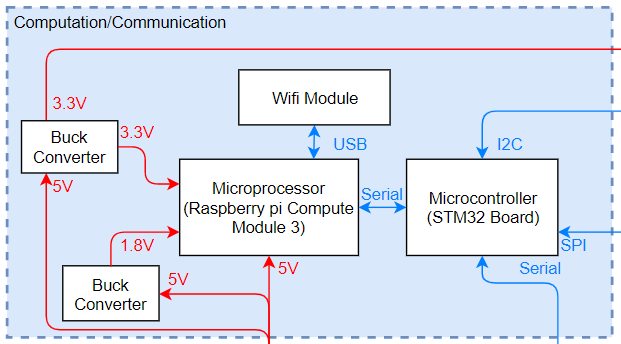 Computation/Communication
3.3V
Wifi Module
Buck
Converter
3.3V
USB
I2C
5V
Microprocessor
(Raspberry pi Compute
Module 3)
Serial
Microcontroller
(STM32 Board)
1.8V
SPI
Buck
Converter
5V
5V
Serial